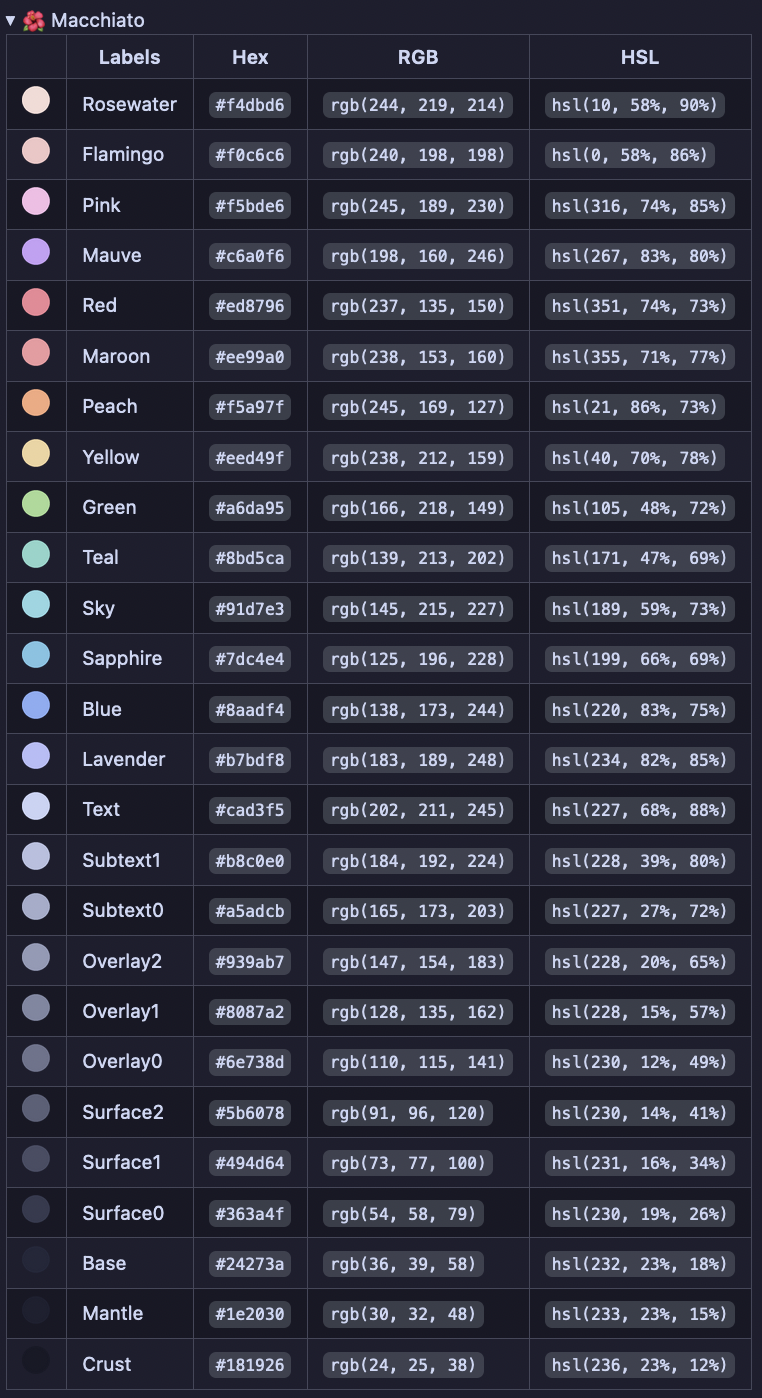 ▼ 🌺 Macchiato
Labels Hex RGB HSL
Rosewater #f4dbd6 rgb(244, 219, 214) hsl(10, 58%, 90%)
Flamingo #f0c6c6 rgb(240, 198, 198) hsl(0, 58%, 86%)
Pink #f5bde6 rgb(245, 189, 230) hsl(316, 74%, 85%)
Mauve #c6a0f6 rgb(198, 160, 246) hsl(267, 83%, 80%)
Red #ed8796 rgb(237, 135, 150) hsl(351, 74%, 73%)
Maroon #ee99a0 rgb(238, 153, 160) hsl(355, 71%, 77%)
Peach #f5a97f rgb(245, 169, 127) hsl(21, 86%, 73%)
Yellow #eed49f rgb(238, 212, 159) hsl(40, 70%, 78%)
Green #a6da95 rgb(166, 218, 149) hsl(105, 48%, 72%)
Teal #8bd5ca rgb(139, 213, 202) hsl(171, 47%, 69%)
Sky #91d7e3 rgb(145, 215, 227) hsl(189, 59%, 73%)
Sapphire #7dc4e4 rgb(125, 196, 228) hsl(199, 66%, 69%)
Blue #8aadf4 rgb(138, 173, 244) hsl(220, 83%, 75%)
Lavender #b7bdf8 rgb(183, 189, 248) hsl(234, 82%, 85%)
Text #cad3f5 rgb(202, 211, 245) hsl(227, 68%, 88%)
Subtext1 #b8c0e0 rgb(184, 192, 224) hsl(228, 39%, 80%)
Subtext0 #a5adcb rgb(165, 173, 203) hsl(227, 27%, 72%)
Overlay2 #939ab7 rgb(147, 154, 183) hsl(228, 20%, 65%)
Overlay1 #8087a2 rgb(128, 135, 162) hsl(228, 15%, 57%)
Overlay0 #6e738d rgb(110, 115, 141) hsl(230, 12%, 49%)
Surface2 #5b6078 rgb(91, 96, 120) hsl(230, 14%, 41%)
Surface1 #494d64 rgb(73, 77, 100) hsl(231, 16%, 34%)
Surface0 #363a4f rgb(54, 58, 79) hsl(230, 19%, 26%)
Base #24273a rgb(36, 39, 58) hsl(232, 23%, 18%)
Mantle #1e2030 rgb(30, 32, 48) hsl(233, 23%, 15%)
Crust #181926 rgb(24, 25, 38) hsl(236, 23%, 12%)